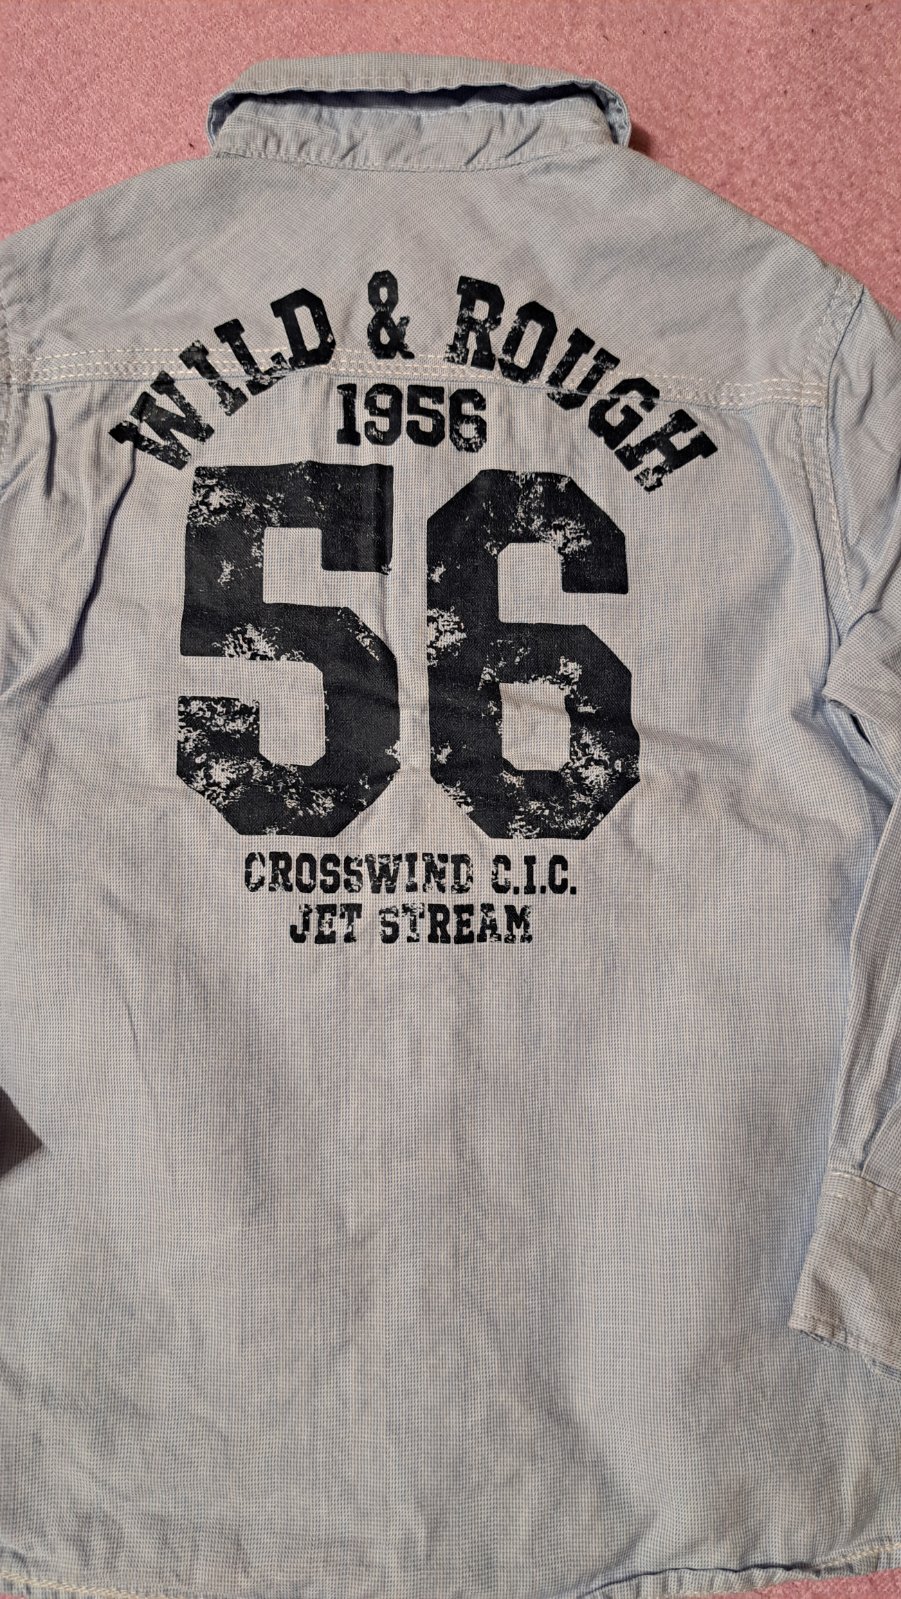 WILD & ROUGH
1956
56
CROSSWIND C.I.C.
JET STREAM